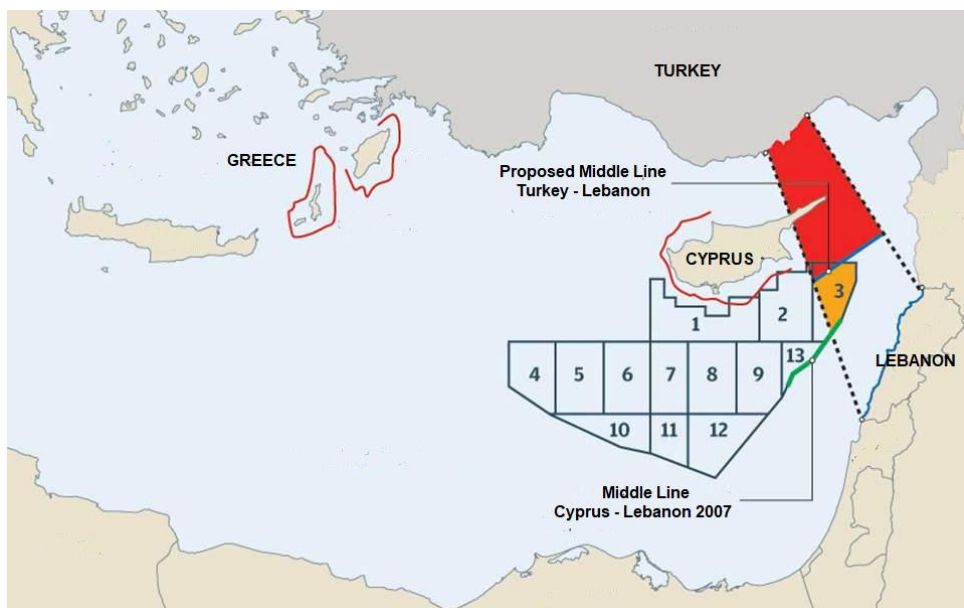 TURKEY
GREECE
Proposed Middle Line
Turkey - Lebanon
CYPRUS
3
2
1
LEBANON
13
4
5
6
7
8
9
10
11
12
Middle Line
Cyprus - Lebanon 2007